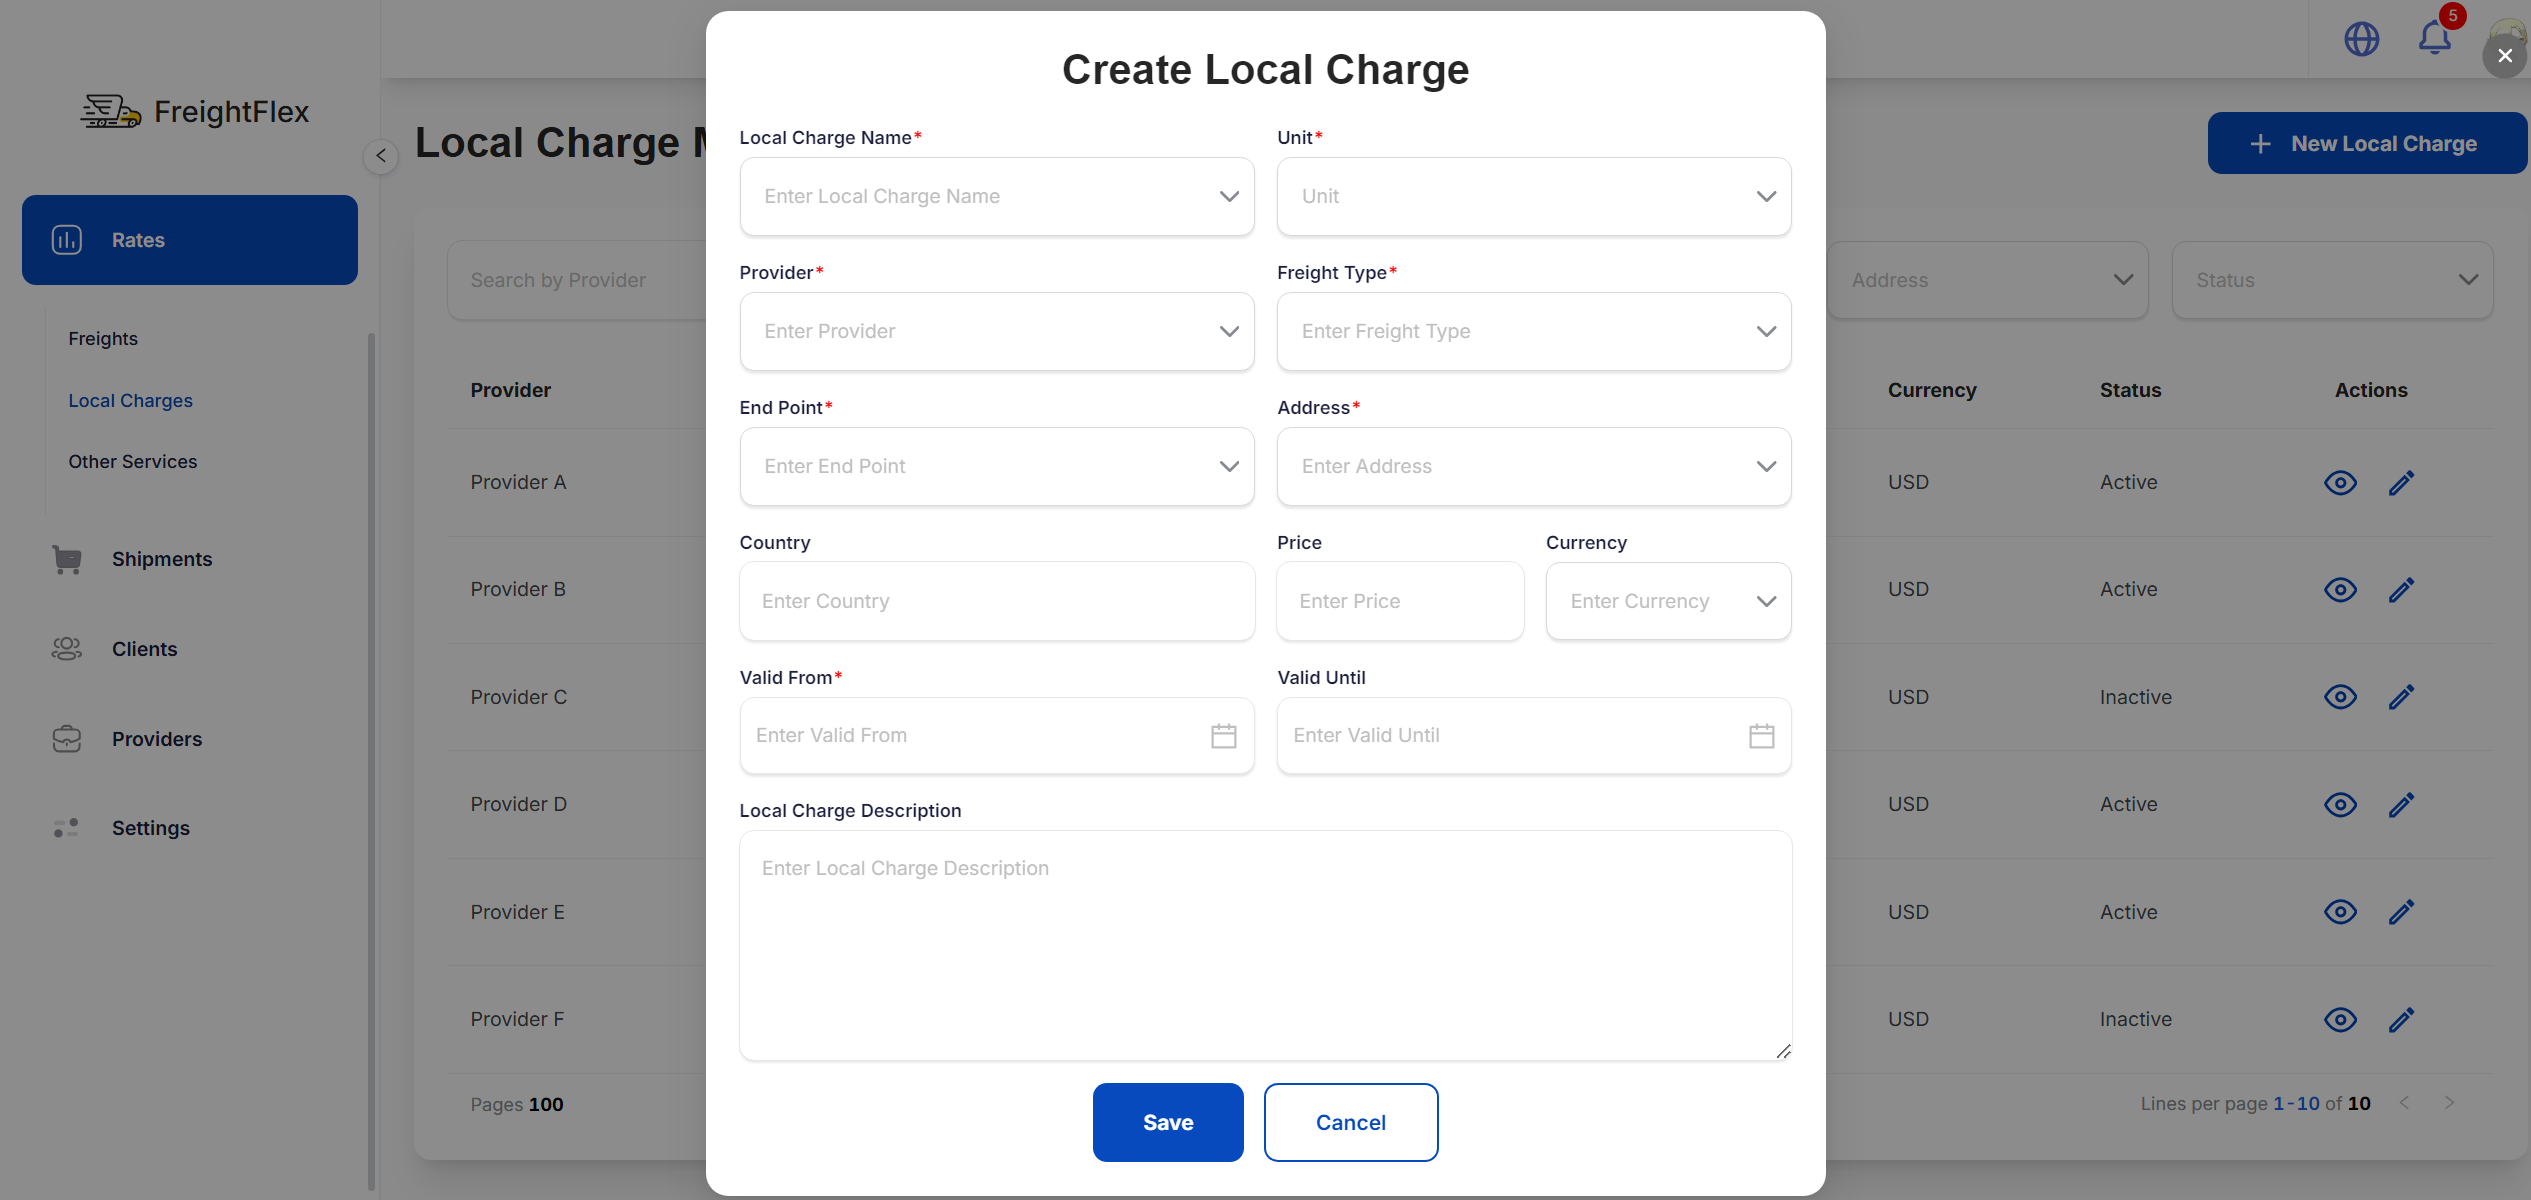 FreightFlex
Rates
Freights
Local Charges
Other Services
Shipments
Clients
Providers
Settings
5
Local Charge
New Local Charge
Search by Provider
Address
Status
Provider
Currency
Status
Actions
Provider A
USD
Active
Provider B
USD
Active
Provider C
USD
Inactive
Provider D
USD
Active
Provider E
USD
Active
Provider F
USD
Inactive
Pages 100
Lines per page 1-10 of 10
Create Local Charge
Local Charge Name*
Enter Local Charge Name
Unit*
Unit
Provider*
Enter Provider
Freight Type*
Enter Freight Type
End Point*
Enter End Point
Address*
Enter Address
Country
Enter Country
Price
Enter Price
Currency
Enter Currency
Valid From*
Enter Valid From
Valid Until
Enter Valid Until
Local Charge Description
Enter Local Charge Description
Save
Cancel